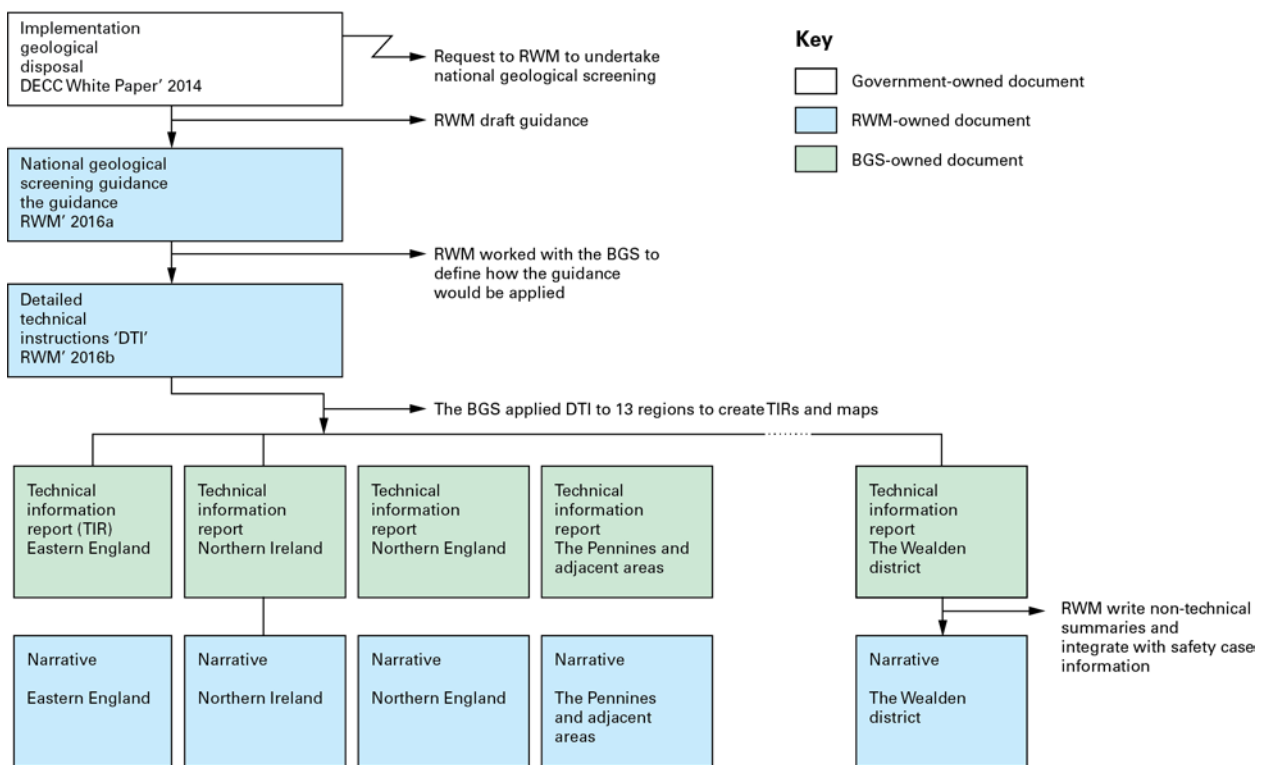 Implementation
geological
disposal
DECC White Paper’ 2014
Request to RWM to undertake
national geological screening
RWM draft guidance
Key
Government-owned document
RWM-owned document
BGS-owned document
National geological
screening guidance
the guidance
RWM’ 2016a
RWM worked with the BGS to
define how the guidance
would be applied
Detailed
technical
instructions ‘DTI’
RWM’ 2016b
The BGS applied DTI to 13 regions to create TIRs and maps
Technical
information
report (TIR)
Eastern England
Technical
information
report
Northern Ireland
Technical
information
report
Northern England
Technical
information
report
The Pennines and
adjacent areas
Technical
information
report
The Wealden
district
RWM write non-technical
summaries and
integrate with safety case
information
Narrative
Eastern England
Narrative
Northern Ireland
Narrative
Northern England
Narrative
The Pennines
and adjacent
areas
Narrative
The Wealden
district